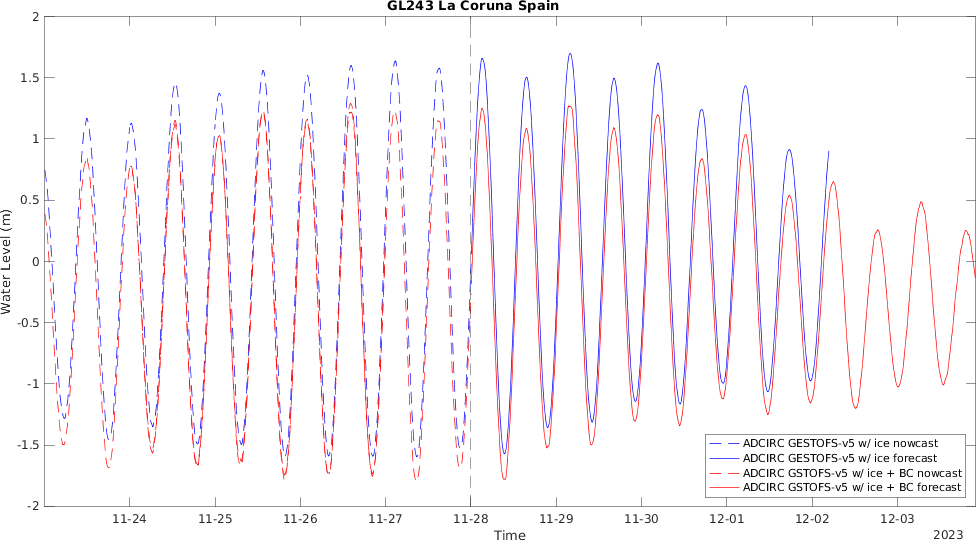 GL243 La Coruna Spain
2
1.5
1
0.5
0
-0.5
-1
-1.5
-2
Water Level (m)
11-24 11-25 11-26 11-27 11-28 11-29 11-30 12-01 12-02 12-03
Time
2023
ADCIRC GESTOFS-v5 w/ ice nowcast
ADCIRC GESTOFS-v5 w/ ice forecast
ADCIRC GSTOFS-v5 w/ ice + BC nowcast
ADCIRC GSTOFS-v5 w/ ice + BC forecast